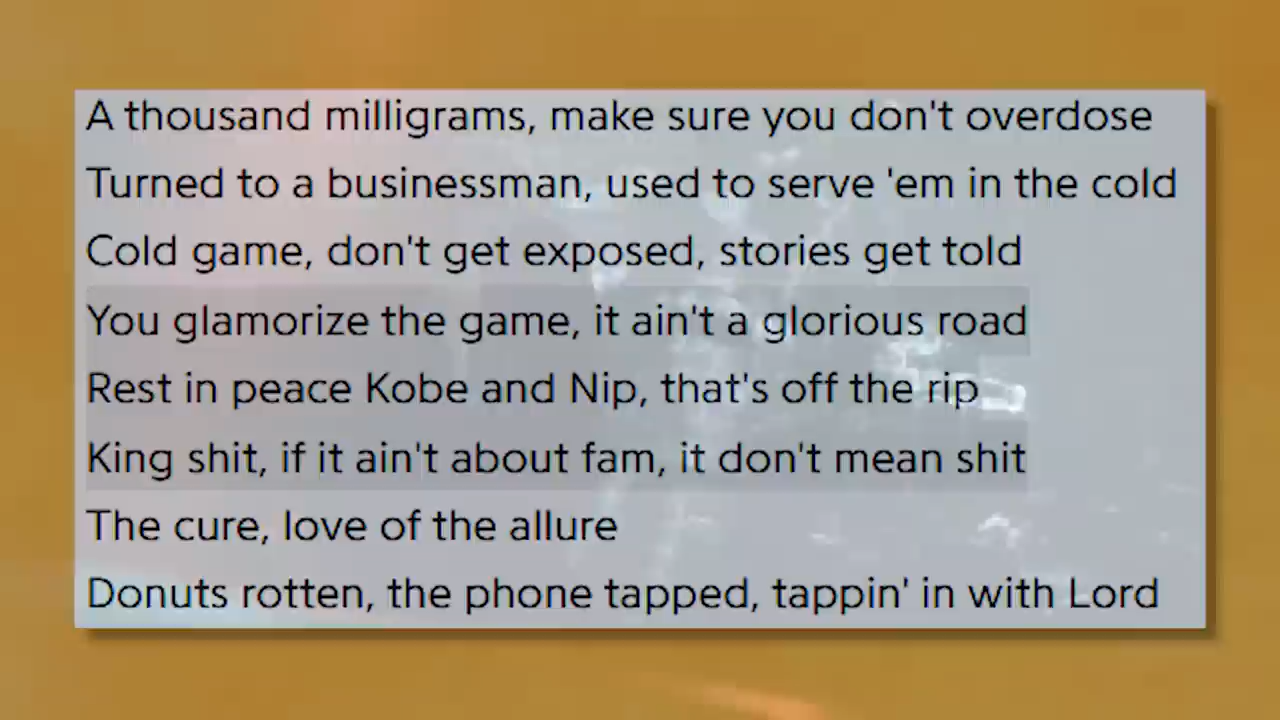 A thousand milligrams, make sure you don't overdose
Turned to a businessman, used to serve 'em in the cold
Cold game, don't get exposed, stories get told
You glamorize the game, it ain't a glorious road
Rest in peace Kobe and Nip, that's off the rip
King shit, if it ain't about fam, it don't mean shit
The cure, love of the allure
Donuts rotten, the phone tapped, tappin' in with Lord